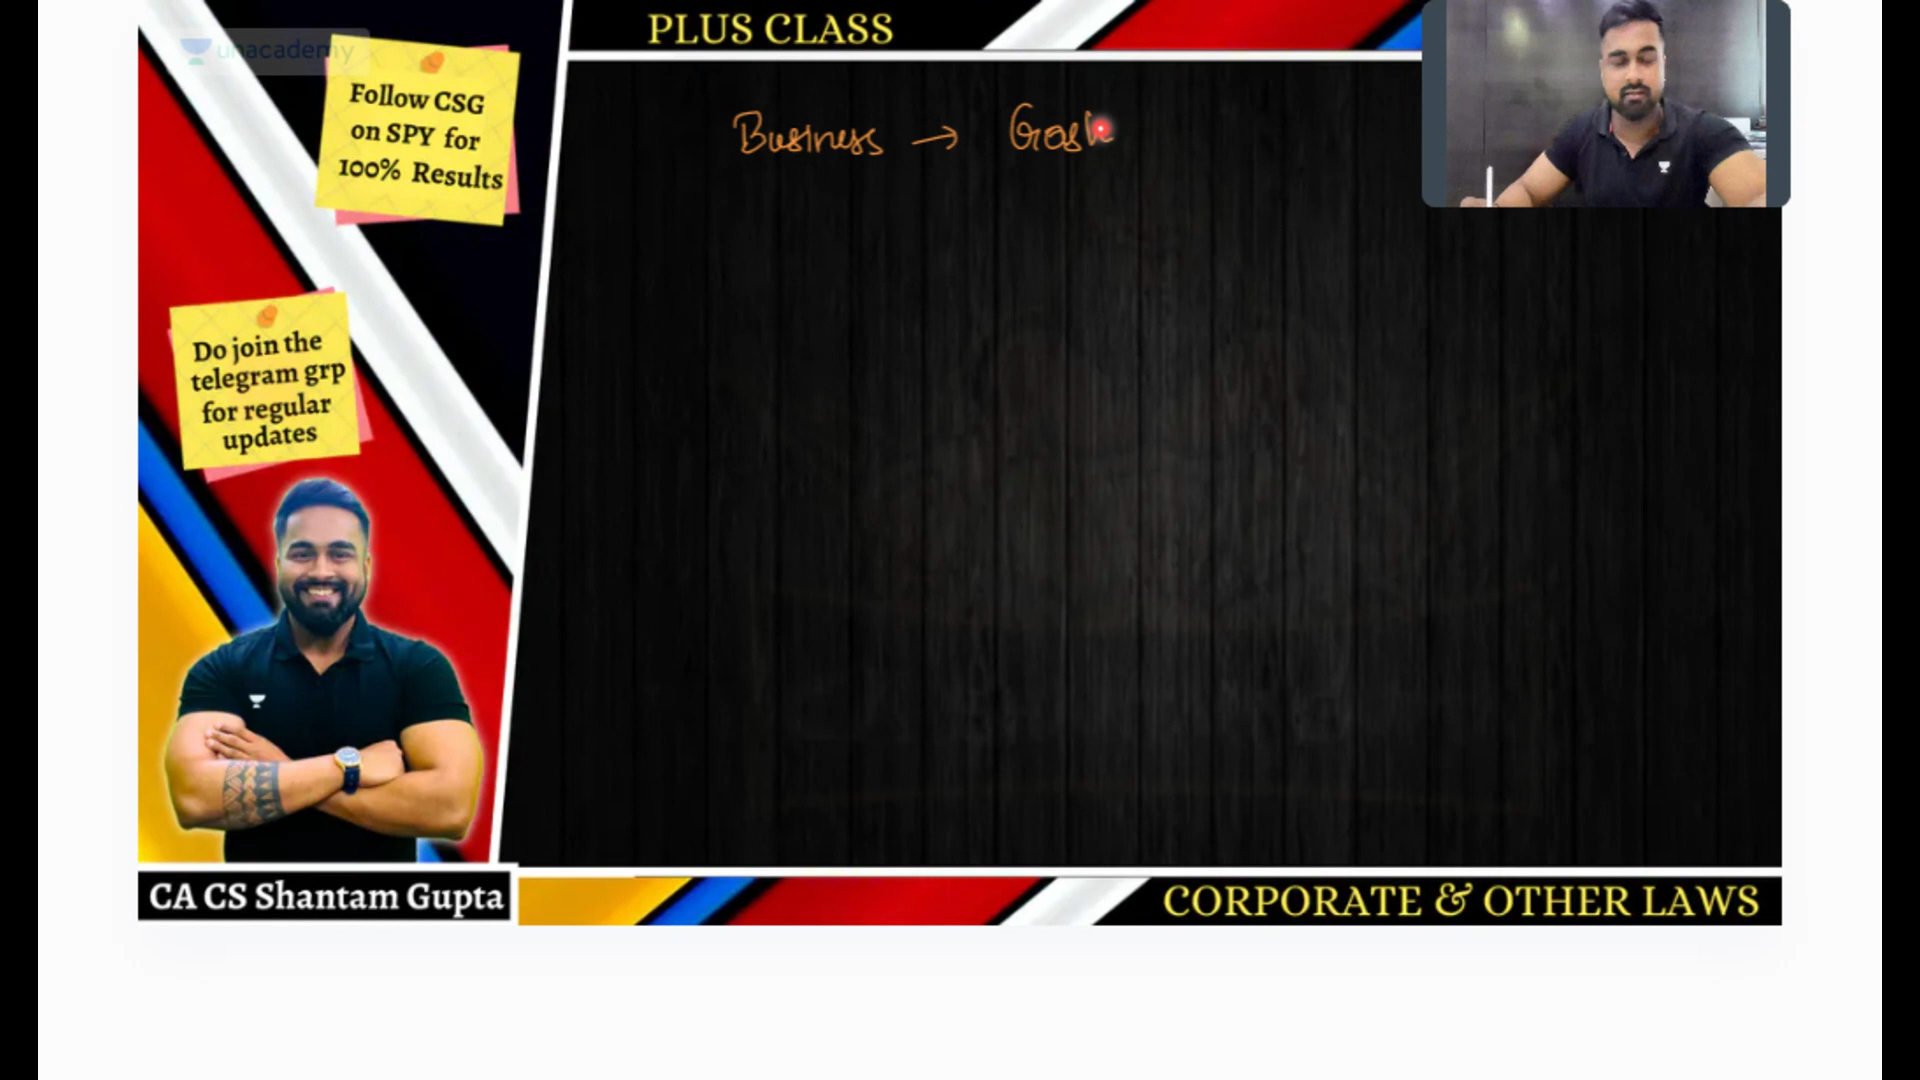 PLUS CLASS
unacademy
Follow CSG
on SPY for
100% Results
Business →
Do join the
telegram grp
for regular
updates
CA CS Shantam Gupta
CORPORATE & OTHER LAWS